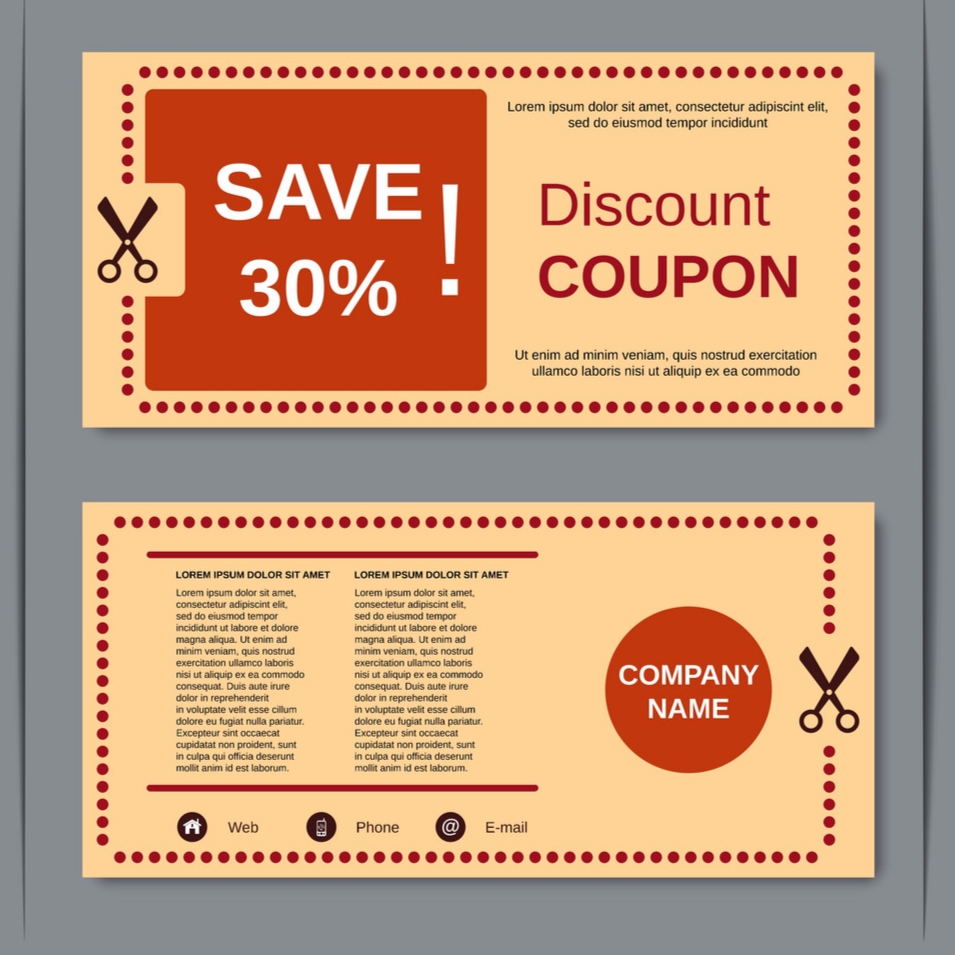 Lorem ipsum dolor sit amet, consectetur adipiscint elit,
sed do eiusmod tempor incididunt
SAVE
30%
!
Discount
COUPON
Ut enim ad minim veniam, quis nostrud exercitation
ullamco laboris nisi ut aliquip ex ea commodo
LOREM IPSUM DOLOR SIT AMET
Lorem ipsum dolor sit amet,
consectetur adipiscint elit,
sed do eiusmod tempor
incididunt ut labore et dolore
magna aliqua. Ut enim ad
minim veniam, quis nostrud
exercitation ullamco laboris
nisi ut aliquip ex ea commodo
consequat. Duis aute irure
dolor in reprehenderit
in voluptate velit esse cillum
dolore eu fugiat nulla pariatur.
Excepteur sint occaecat
cupidatat non proident, sunt
in culpa qui officia deserunt
mollit anim id est laborum.
LOREM IPSUM DOLOR SIT AMET
Lorem ipsum dolor sit amet,
consectetur adipiscint elit,
sed do eiusmod tempor
incididunt ut labore et dolore
magna aliqua. Ut enim ad
minim veniam, quis nostrud
exercitation ullamco laboris
nisi ut aliquip ex ea commodo
consequat. Duis aute irure
dolor in reprehenderit
in voluptate velit esse cillum
dolore eu fugiat nulla pariatur.
Excepteur sint occaecat
cupidatat non proident, sunt
in culpa qui officia deserunt
mollit anim id est laborum.
COMPANY
NAME
Web
Phone
@ E-mail